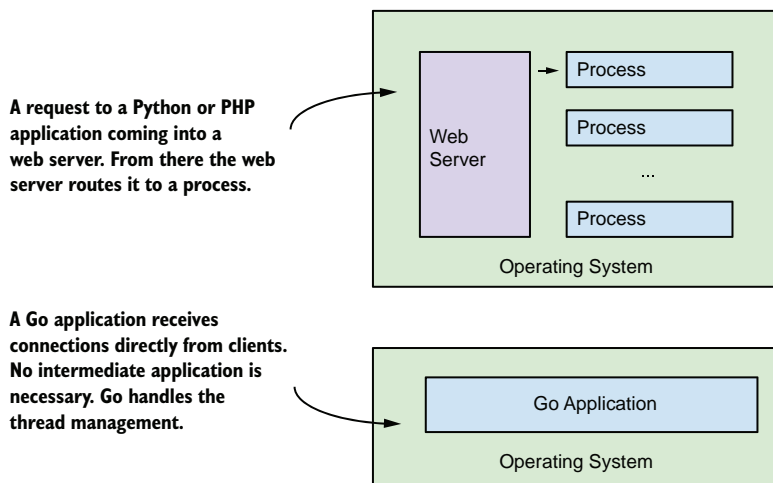 A request to a Python or PHP
application coming into a
web server. From there the web
server routes it to a process.
Web
Server
Process
Process
...
Process
Operating System
A Go application receives
connections directly from clients.
No intermediate application is
necessary. Go handles the
thread management.
Go Application
Operating System